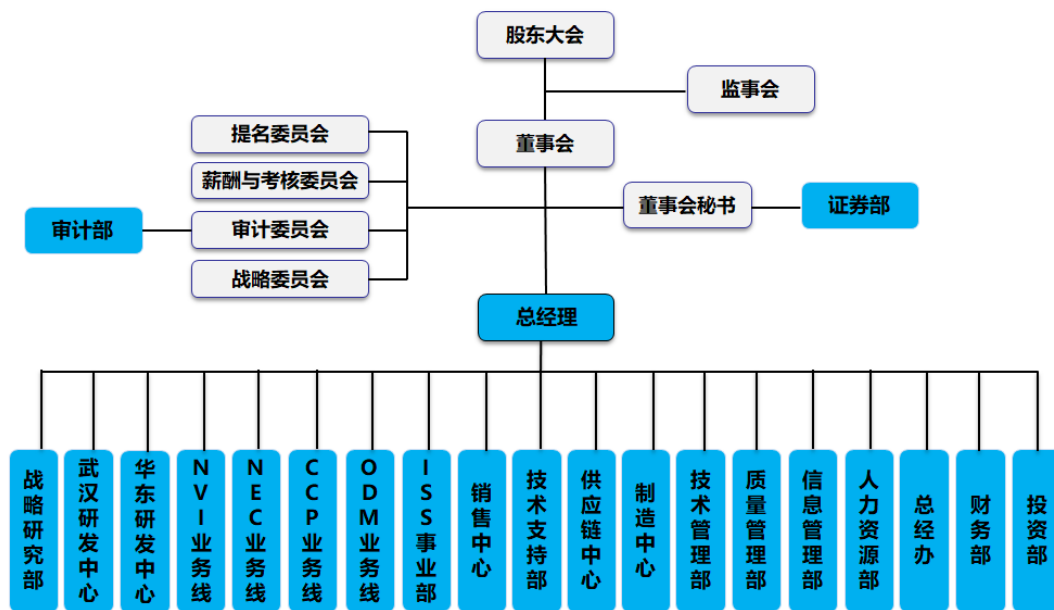 股东大会
监事会
董事会
提名委员会
薪酬与考核委员会
审计部
审计委员会
战略委员会
董事会秘书
证券部
总经理
战略研究部
武汉研发中心
华东研发中心
NVI业务线
NEC业务线
CCP业务线
ODM业务线
ISS事业部
销售中心
技术支持部
供应链中心
制造中心
技术管理部
质量管理部
信息管理部
人力资源部
总经办
财务部
投资部